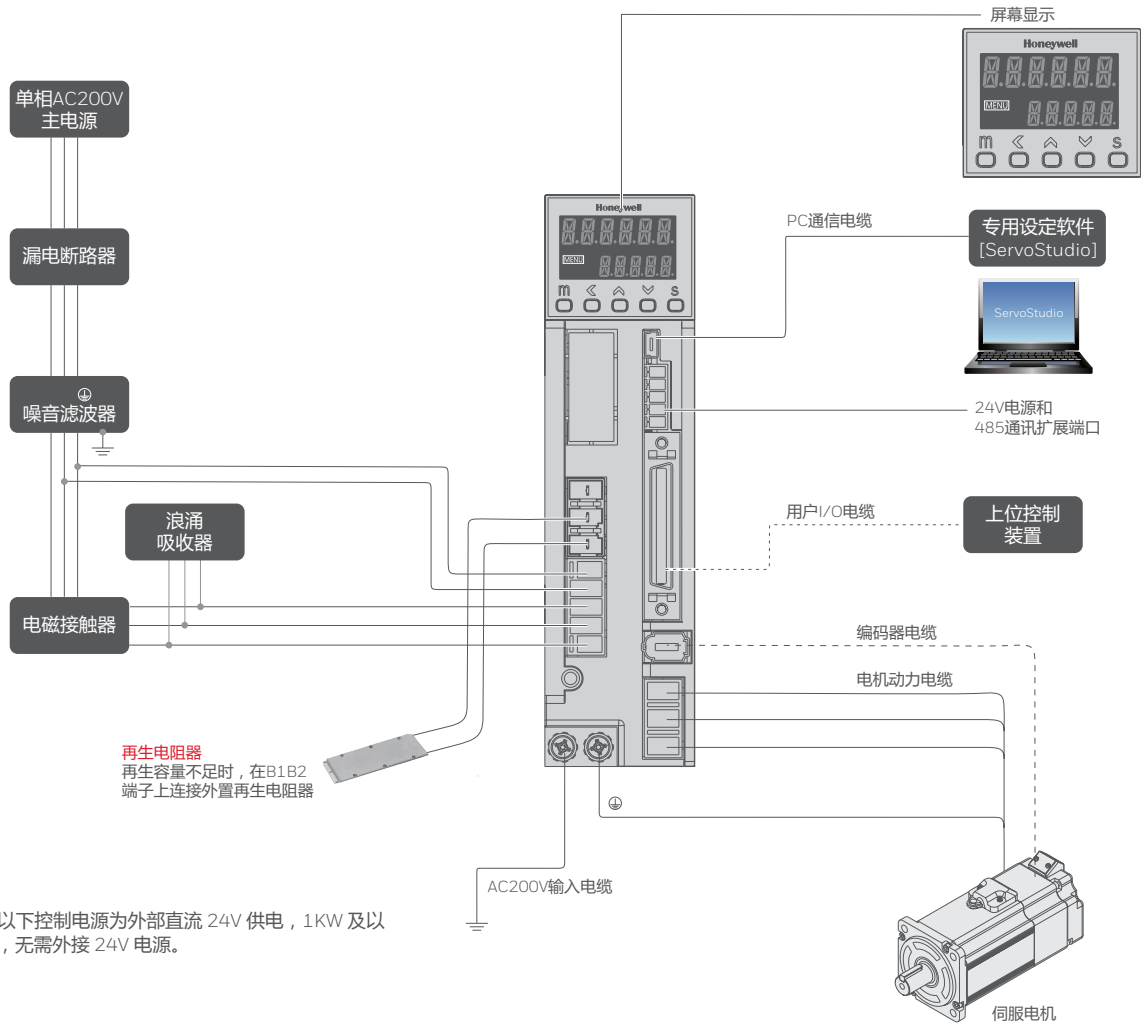 屏幕显示
Honeywell
MENU
m
S
单相AC200V
主电源
漏电断路器
噪音滤波器
浪涌
吸收器
电磁接触器
Honeywell
MENU
m
S
PC通信电缆
专用设定软件
[ServoStudio]
ServoStudio
24V电源和
485通讯扩展端口
用户I/O电缆
上位控制
装置
编码器电缆
电机动力电缆
再生电阻器
再生容量不足时，在B1B2
端子上连接外置再生电阻器
AC200V输入电缆
以下控制电源为外部直流 24V 供电，1KW 及以
，无需外接 24V 电源。
伺服电机